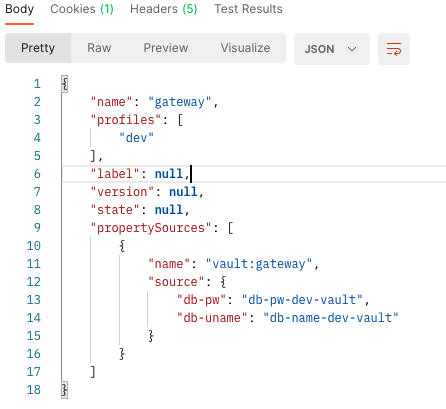 Body Cookies (1) Headers (5) Test Results
Pretty Raw Preview Visualize JSON
1 {
2 "name": "gateway",
3 "profiles": [
4 "dev"
5 ],
6 "label": null,
7 "version": null,
8 "state": null,
9 "propertySources": [
10 {
11 "name": "vault:gateway",
12 "source": {
13 "db-pw": "db-pw-dev-vault",
14 "db-uname": "db-name-dev-vault"
15 }
16 }
17 ]
18 }